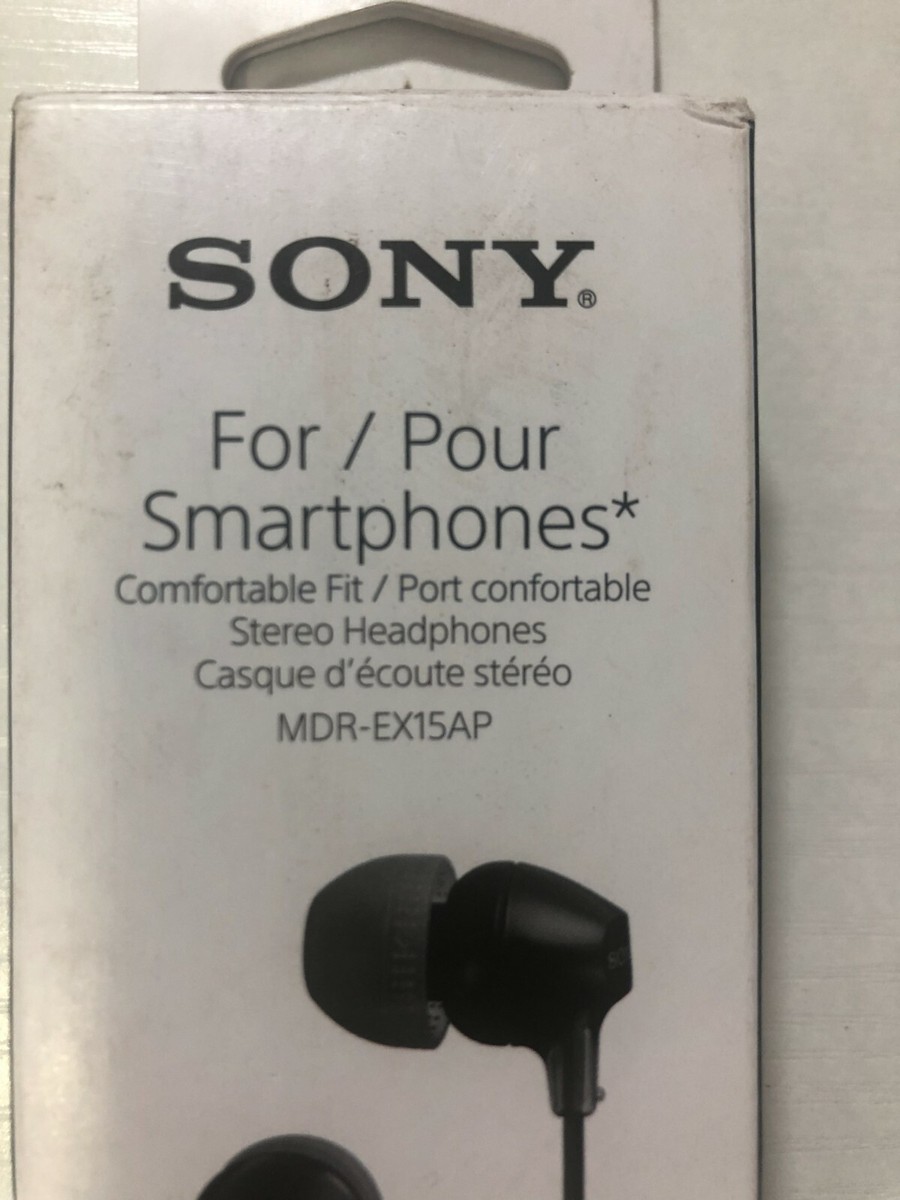 SONY®
For / Pour
Smartphones*
Comfortable Fit / Port confortable
Stereo Headphones
Casque d'écoute stéréo
MDR-EX15AP